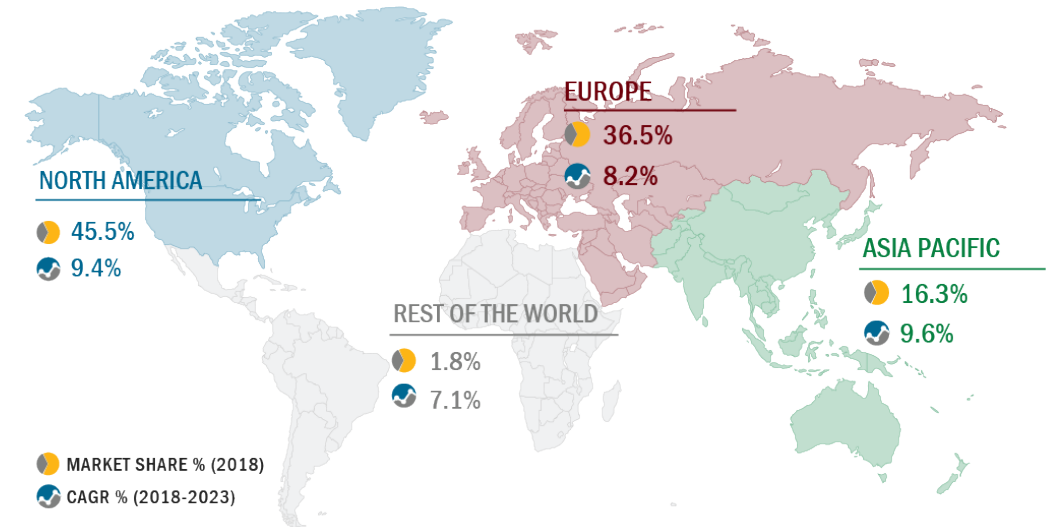 EUROPE
36.5%
8.2%
NORTH AMERICA
45.5%
9.4%
ASIA PACIFIC
16.3%
9.6%
REST OF THE WORLD
1.8%
7.1%
MARKET SHARE % (2018)
CAGR % (2018-2023)